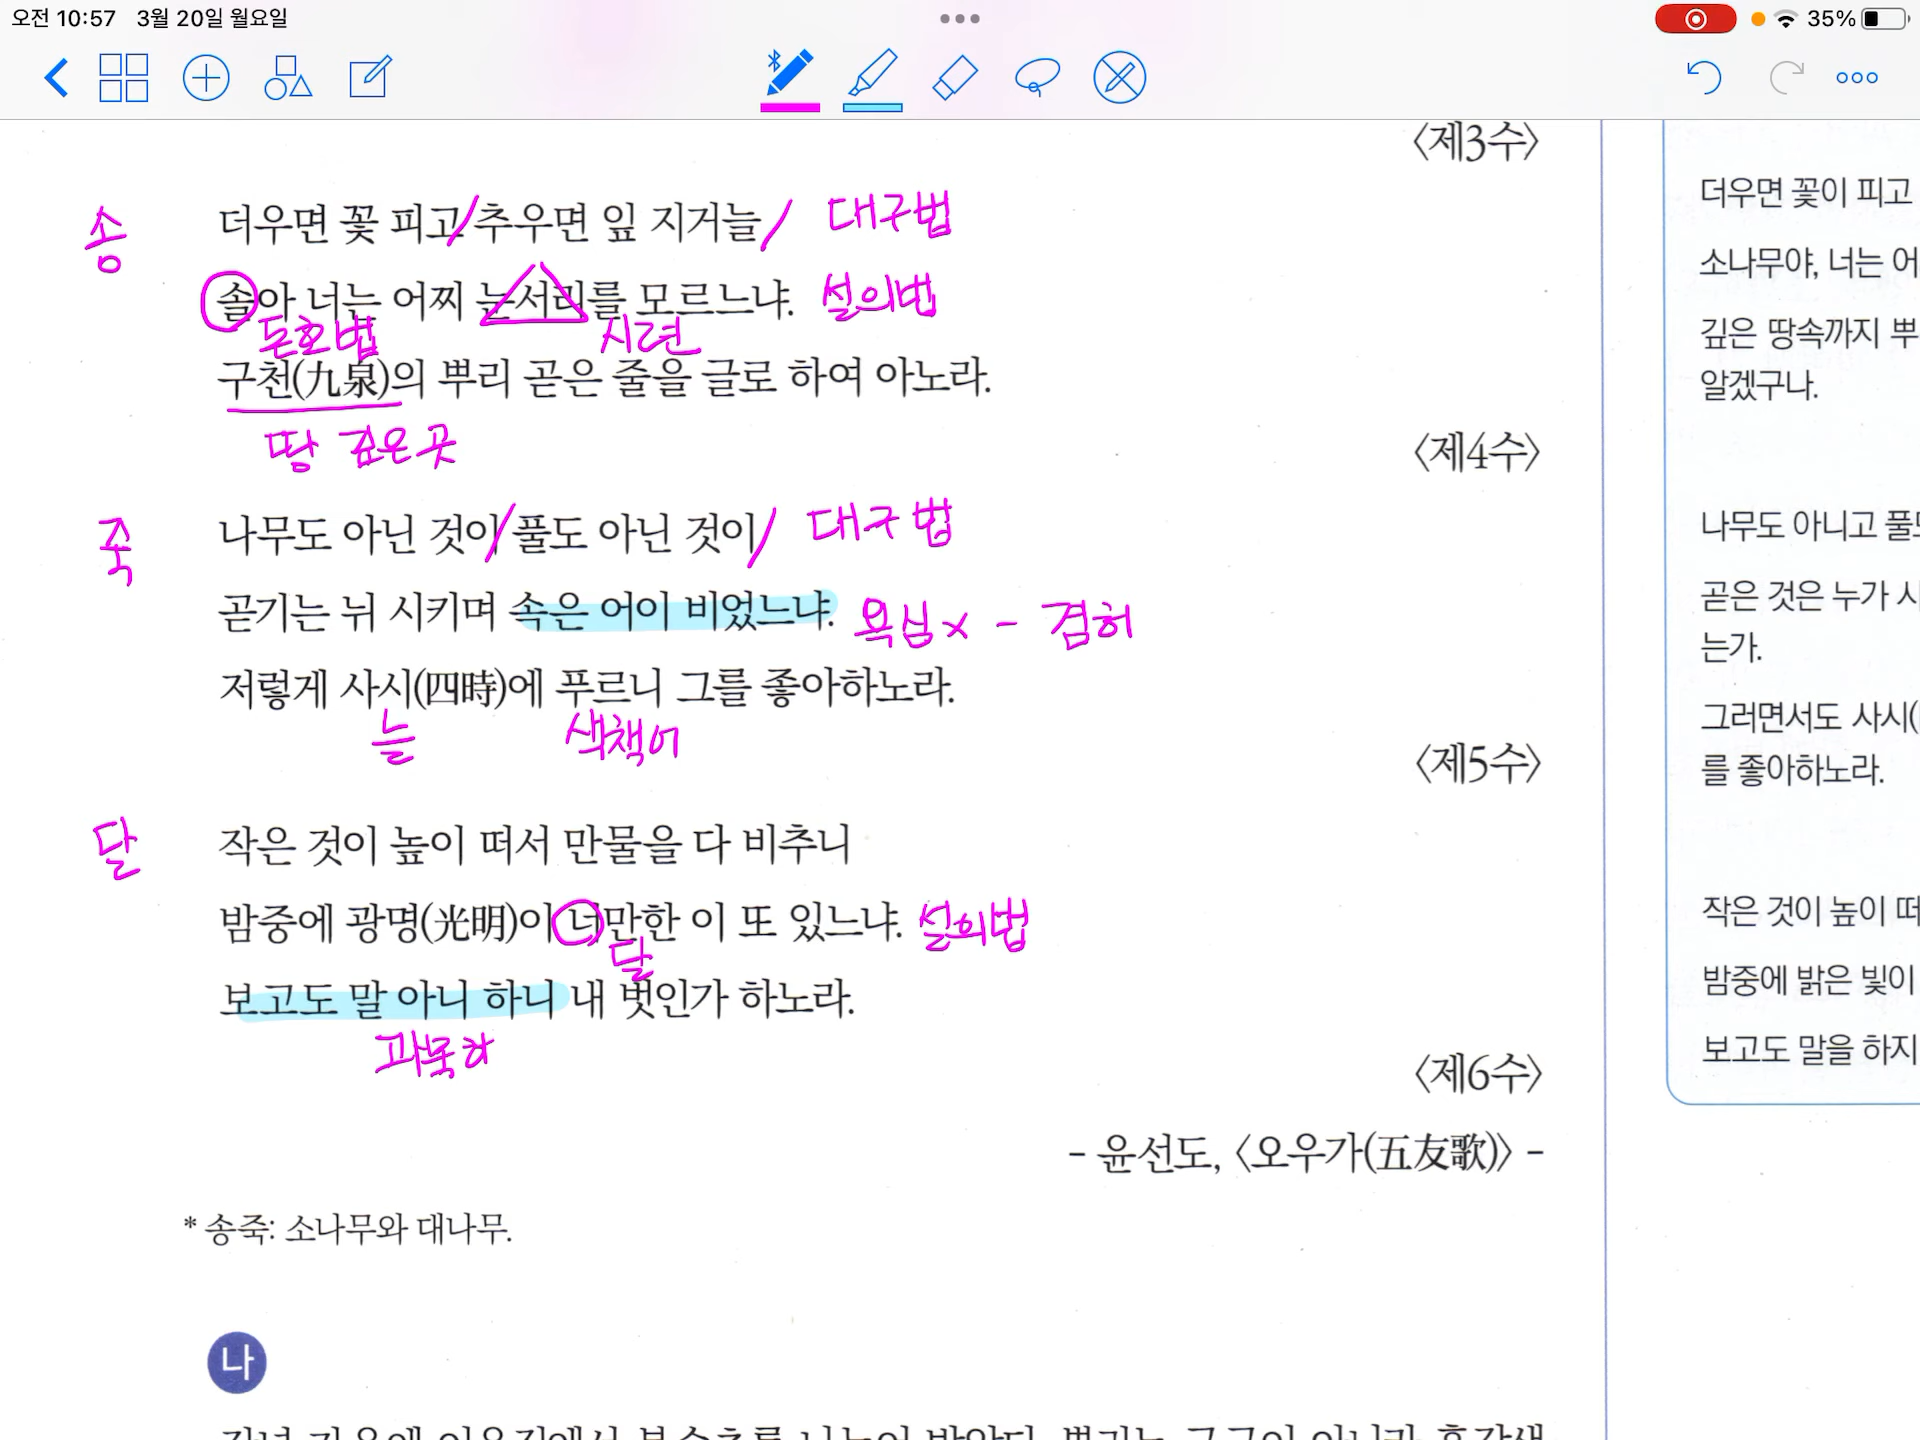 오전 10:57 3월 20일 월요일
35%
〈제3수〉
송
더우면 꽃 피고/추우면 잎 지거늘/ 대구법
솔아 너는 어찌 눈서리를 모르느냐. 설의법
돈호법 시련
구천(九泉)의 뿌리 곧은 줄을 글로 하여 아노라.
땅 깊은 곳
〈제4수〉
죽
나무도 아닌 것이/풀도 아닌 것이/ 대구법
곧기는 뉘 시키며 속은 어이 비었느냐. 욕심x - 겸허
저렇게 사시(四時)에 푸르니 그를 좋아하노라.
늘 색채어
〈제5수〉
달
작은 것이 높이 떠서 만물을 다 비추니
밤중에 광명(光明)이 너만한 이 또 있느냐. 설의법
달
보고도 말 아니 하니 내 벗인가 하노라.
과묵함
〈제6수〉
- 윤선도, 〈오우가(五友歌)〉 -
* 송죽: 소나무와 대나무.
나
더우면 꽃이 피고
소나무야, 너는 어
깊은 땅속까지 뿌
알겠구나.
나무도 아니고 풀도
곧은 것은 누가 시
는가.
그러면서도 사시(
를 좋아하노라.
작은 것이 높이 떠
밤중에 밝은 빛이
보고도 말을 하지